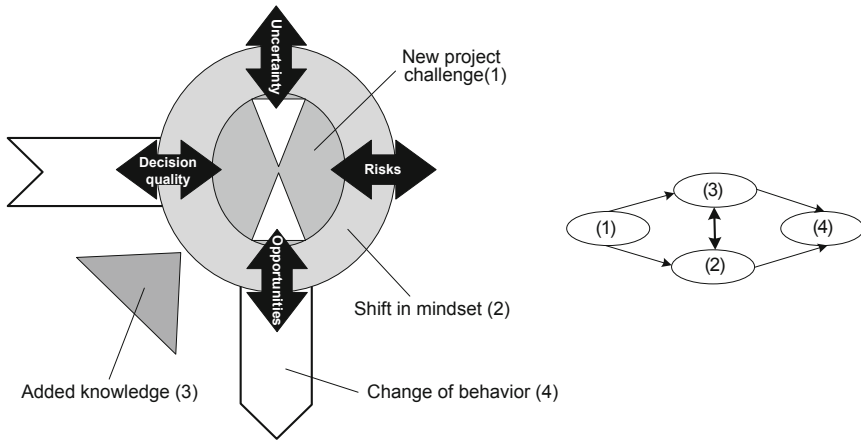 Uncertainty
New project
challenge(1)
Decision
quality
Risks
Opportunities
Shift in mindset (2)
Added knowledge (3)
Change of behavior (4)
(3)
(1)
(4)
(2)